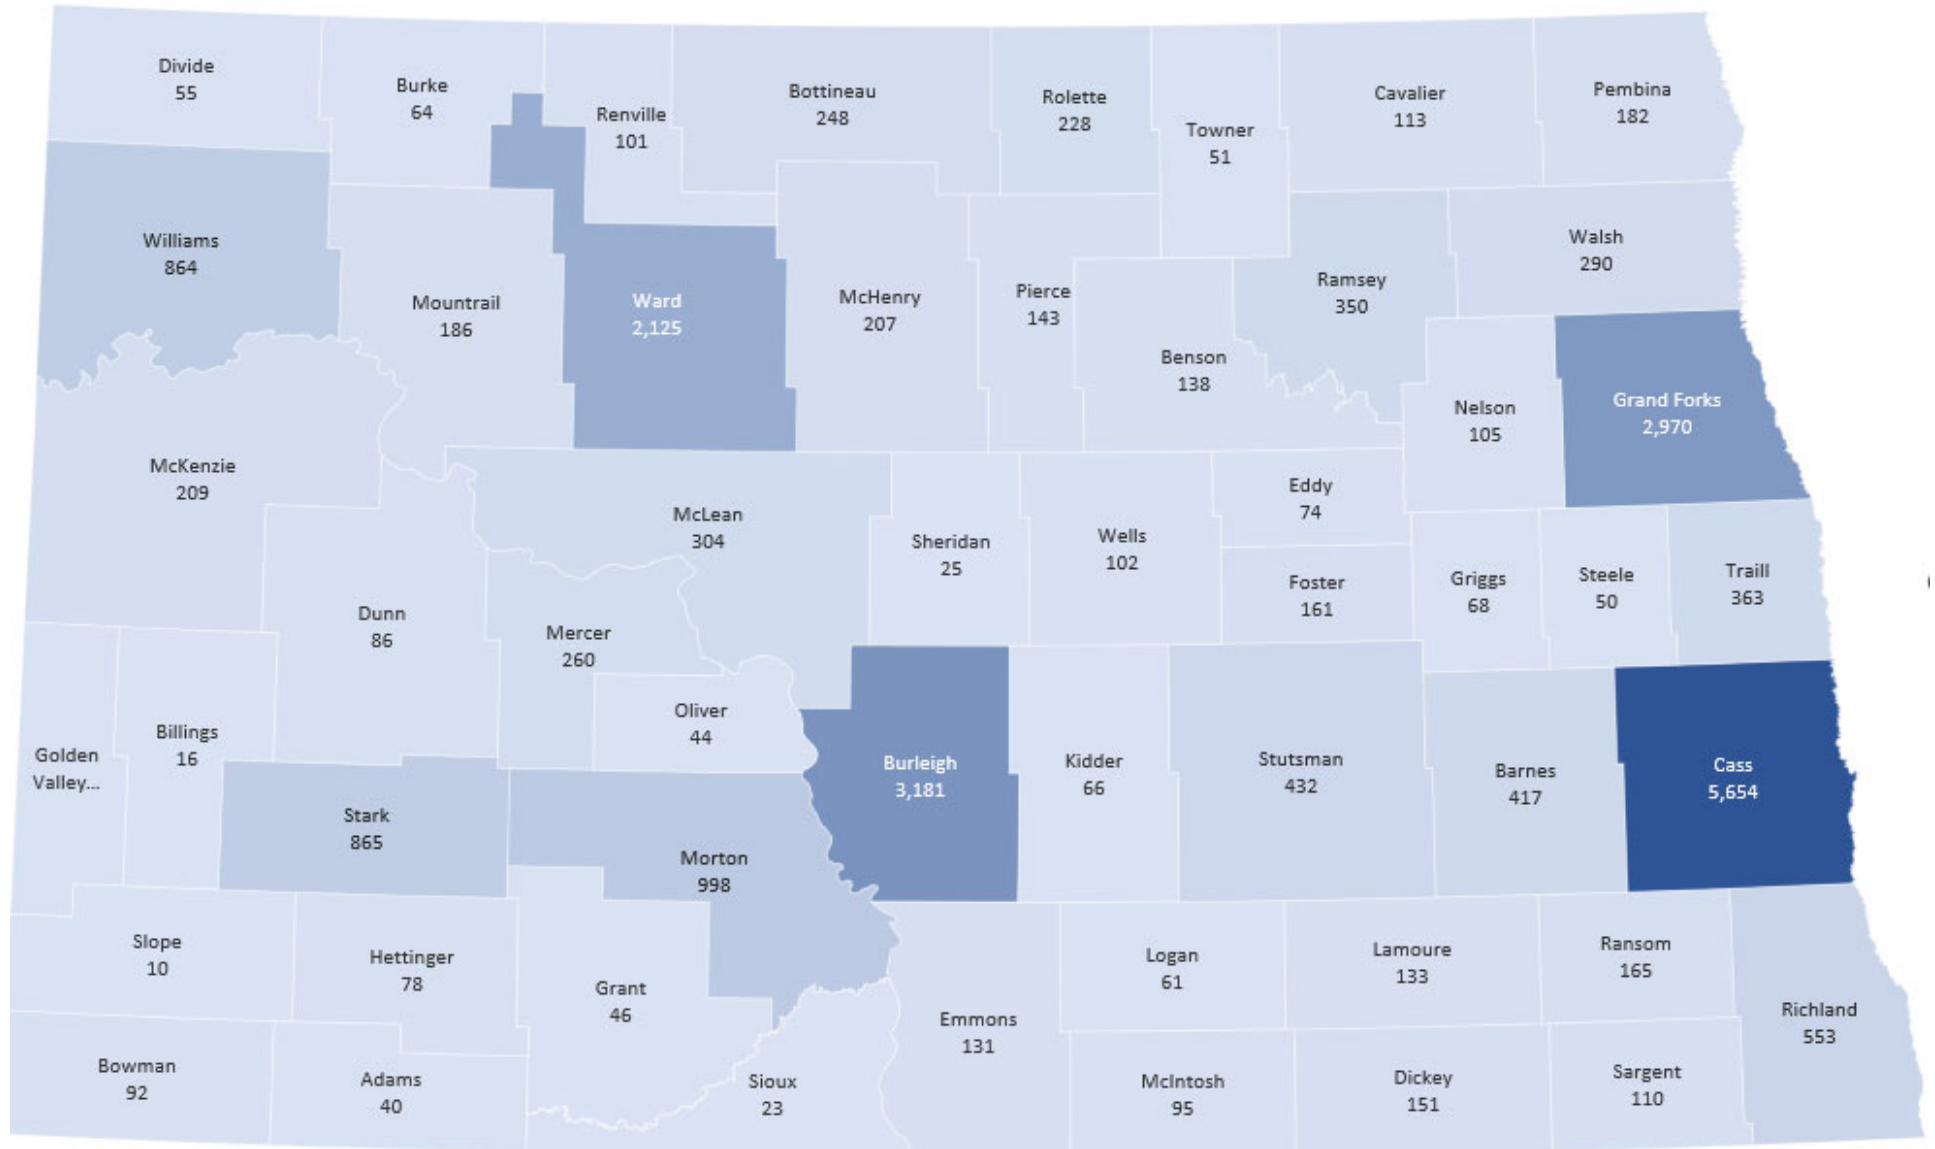 Divide
55
Burke
64
Renville
101
Bottineau
248
Rolette
228
Towner
51
Cavalier
113
Pembina
182
Williams
864
Mountrail
186
Ward
2,125
McHenry
207
Pierce
143
Benson
138
Ramsey
350
Walsh
290
Nelson
105
Grand Forks
2,970
McKenzie
209
Dunn
86
McLean
304
Mercer
260
Oliver
44
Sheridan
25
Wells
102
Eddy
74
Foster
161
Griggs
68
Steele
50
Traill
363
Golden
Valley...
Billings
16
Stark
865
Morton
998
Burleigh
3,181
Kidder
66
Stutsman
432
Barnes
417
Cass
5,654
Slope
10
Hettinger
78
Grant
46
Emmons
131
Logan
61
Lamoure
133
Ransom
165
Richland
553
Bowman
92
Adams
40
Sioux
23
McIntosh
95
Dickey
151
Sargent
110